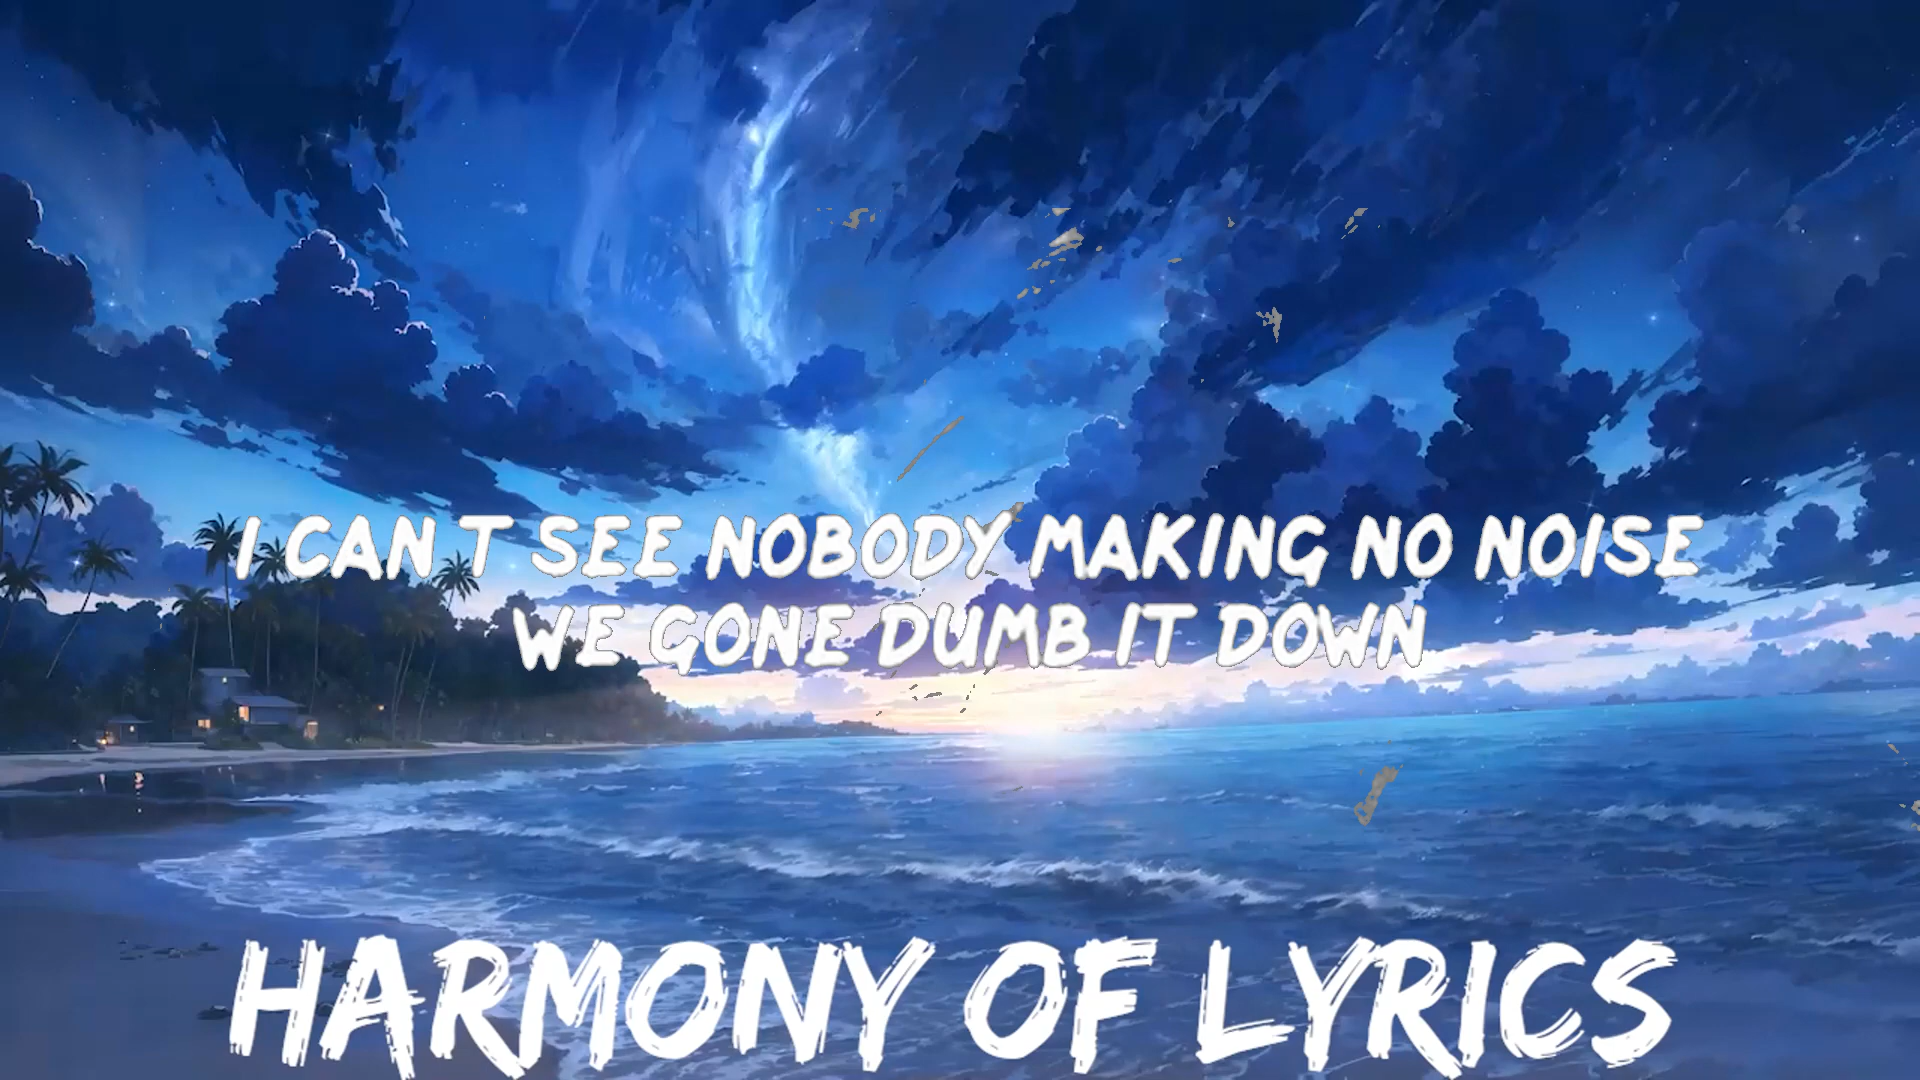 I CAN T SEE NOBODY MAKING NO NOISE
WE GONE DUMB IT DOWN
HARMONY OF LYRICS